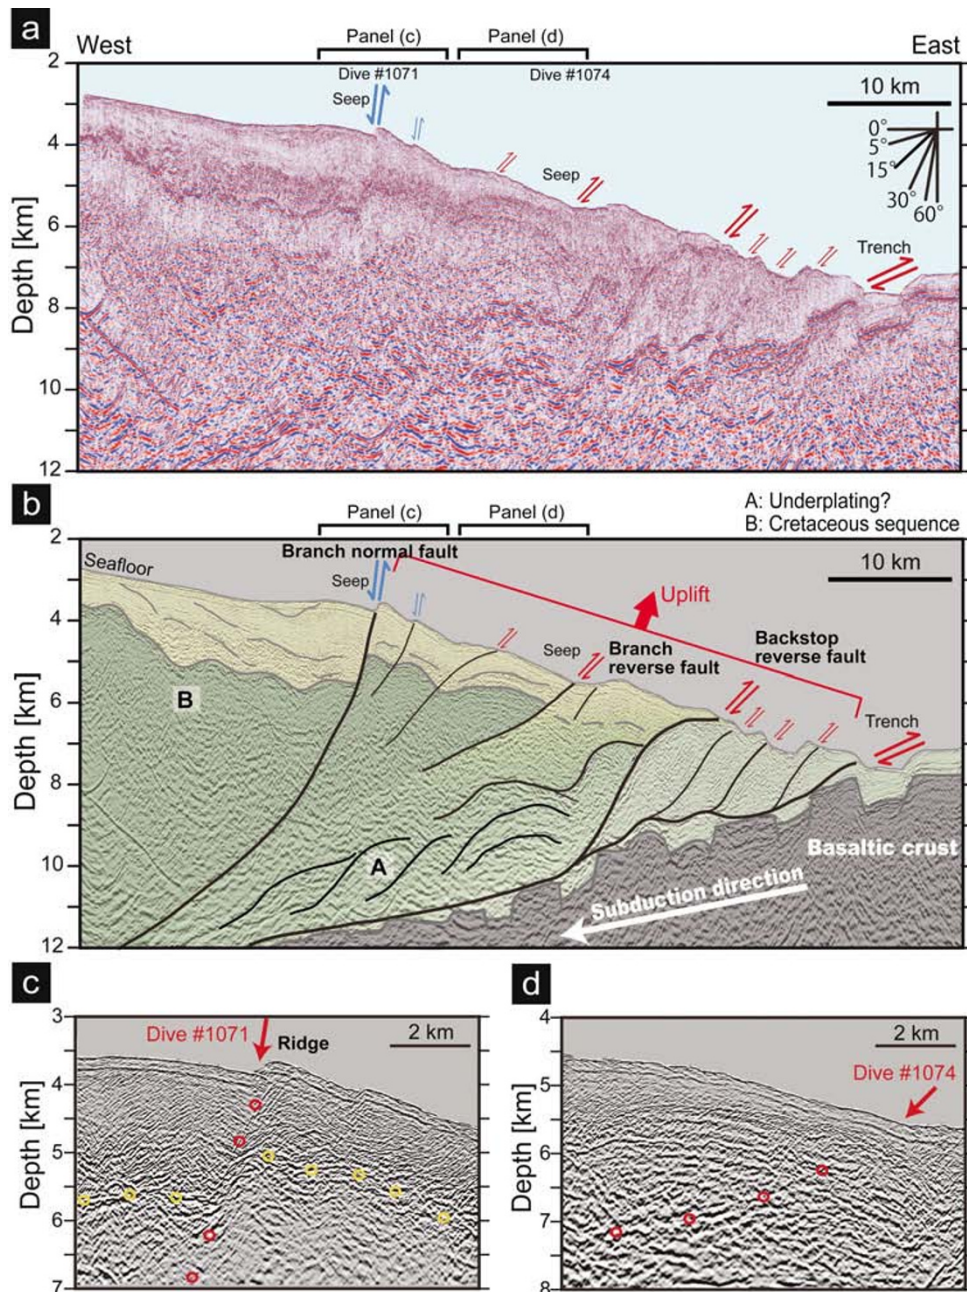 a
West
Panel (c)
Panel (d)
East
Dive #1071
Dive #1074
Seep
10 km
0°
5°
15°
30°
60°
Seep
Trench
Depth [km]
2
4
6
8
10
12
b
Panel (c)
Panel (d)
A: Underplating?
B: Cretaceous sequence
Branch normal fault
10 km
Seafloor
Seep
Uplift
Seep
Branch
reverse fault
Backstop
reverse fault
Trench
B
A
Basaltic crust
Subduction direction
Depth [km]
2
4
6
8
10
12
c
Dive #1071
Ridge
2 km
Depth [km]
3
4
5
6
7
d
2 km
Dive #1074
Depth [km]
4
5
6
7
8